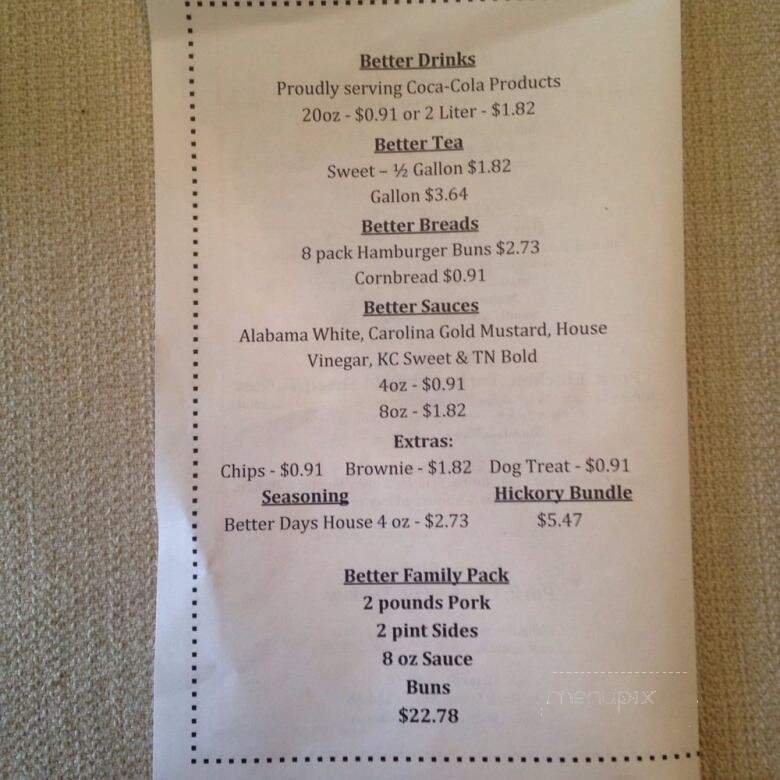 Better Drinks
Proudly serving Coca-Cola Products
20oz - $0.91 or 2 Liter - $1.82
Better Tea
Sweet – ½ Gallon $1.82
Gallon $3.64
Better Breads
8 pack Hamburger Buns $2.73
Cornbread $0.91
Better Sauces
Alabama White, Carolina Gold Mustard, House
Vinegar, KC Sweet & TN Bold
4oz - $0.91
8oz - $1.82
Extras:
Chips - $0.91 Brownie - $1.82 Dog Treat - $0.91
Seasoning Hickory Bundle
Better Days House 4 oz - $2.73 $5.47
Better Family Pack
2 pounds Pork
2 pint Sides
8 oz Sauce
Buns
$22.78
menupix